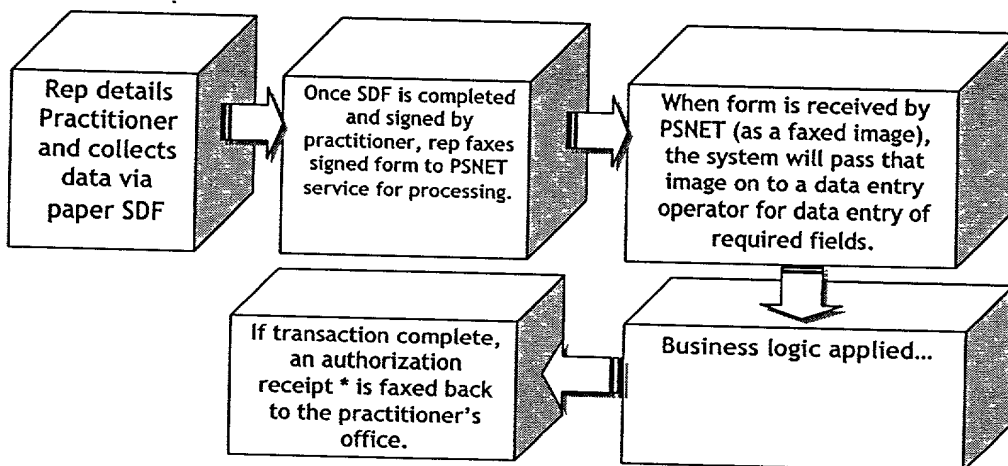 Rep details
Practitioner
and collects
data via
paper SDF
Once SDF is completed
and signed by
practitioner, rep faxes
signed form to PSNET
service for processing.
When form is received by
PSNET (as a faxed image),
the system will pass that
image on to a data entry
operator for data entry of
required fields.
Business logic applied...
If transaction complete,
an authorization
receipt * is faxed back
to the practitioner's
office.